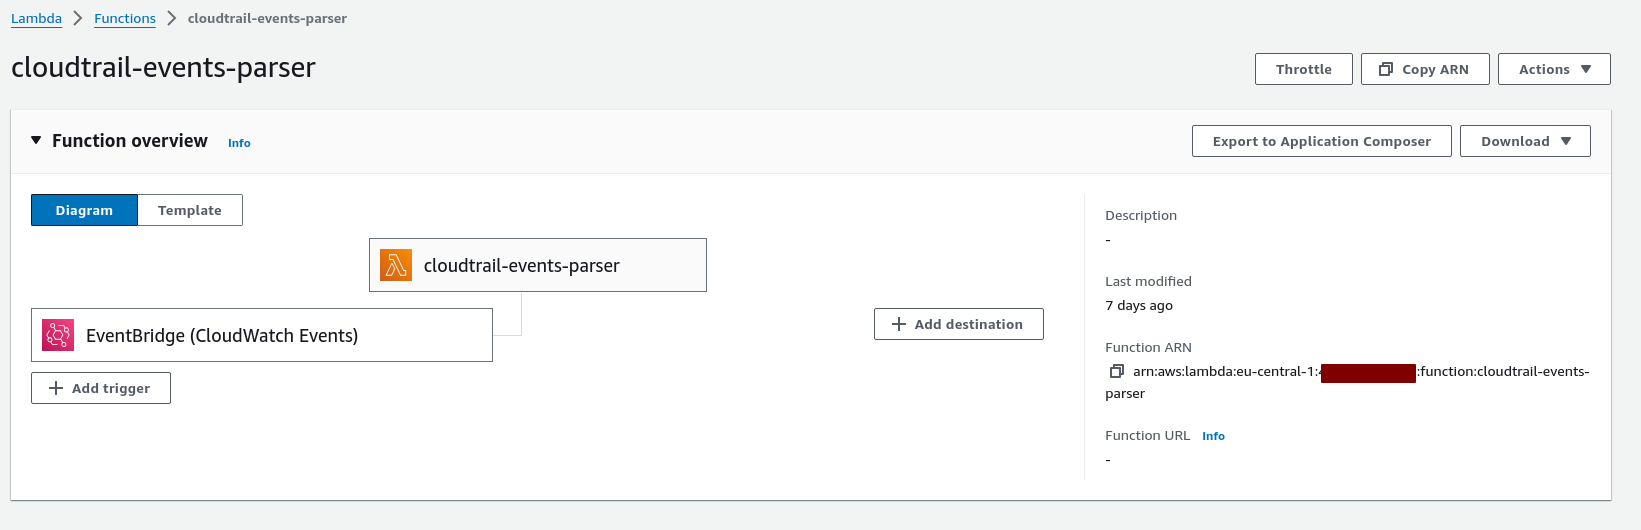 Lambda > Functions > cloudtrail-events-parser
cloudtrail-events-parser
Throttle
Copy ARN
Actions
Function overview Info
Export to Application Composer
Download
Diagram
Template
cloudtrail-events-parser
EventBridge (CloudWatch Events)
Add trigger
Add destination
Description
-
Last modified
7 days ago
Function ARN
arn:aws:lambda:eu-central-1: :function:cloudtrail-events-
parser
Function URL Info
-